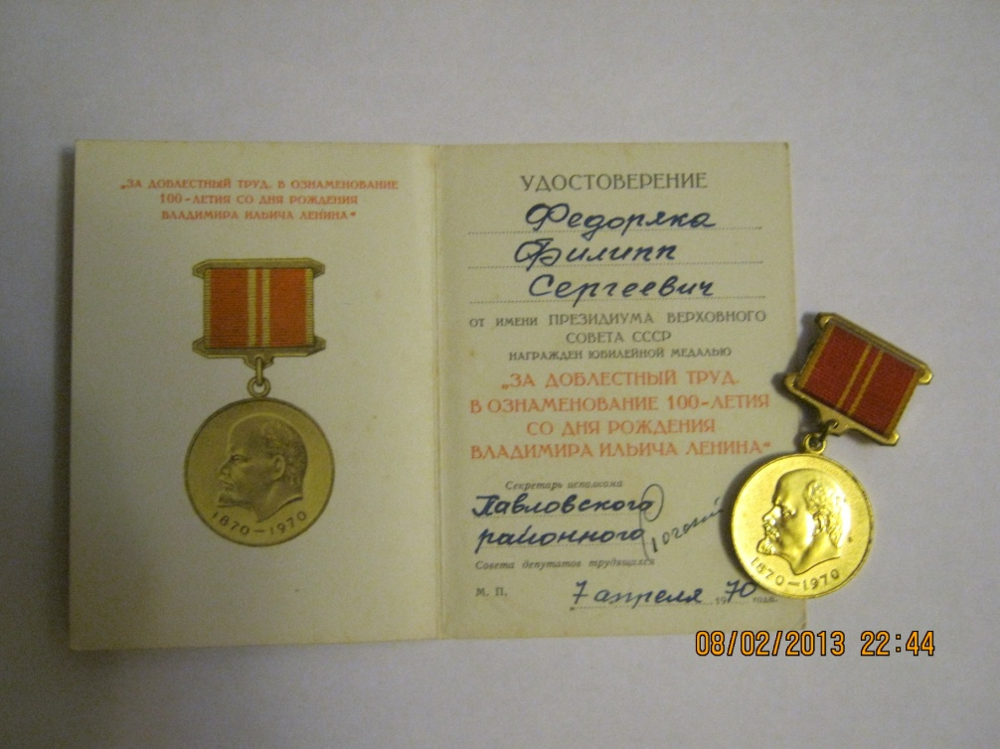 „ЗА ДОБЛЕСТНЫЙ ТРУД. В ОЗНАМЕНОВАНИЕ
100-ЛЕТИЯ СО ДНЯ РОЖДЕНИЯ
ВЛАДИМИРА ИЛЬИЧА ЛЕНИНА“
1870-1970
УДОСТОВЕРЕНИЕ
Федоряка
Филипп
Сергеевич
ОТ ИМЕНИ ПРЕЗИДИУМА ВЕРХОВНОГО
СОВЕТА СССР
НАГРАЖДЕН ЮБИЛЕЙНОЙ МЕДАЛЬЮ
„ЗА ДОБЛЕСТНЫЙ ТРУД.
В ОЗНАМЕНОВАНИЕ 100-ЛЕТИЯ
СО ДНЯ РОЖДЕНИЯ
ВЛАДИМИРА ИЛЬИЧА ЛЕНИНА“
Секретарь исполкома
Павловского
районного
Совета депутатов трудящихся
М. П.
7 апреля 1970 года.
1870-1970
08/02/2013 22:44